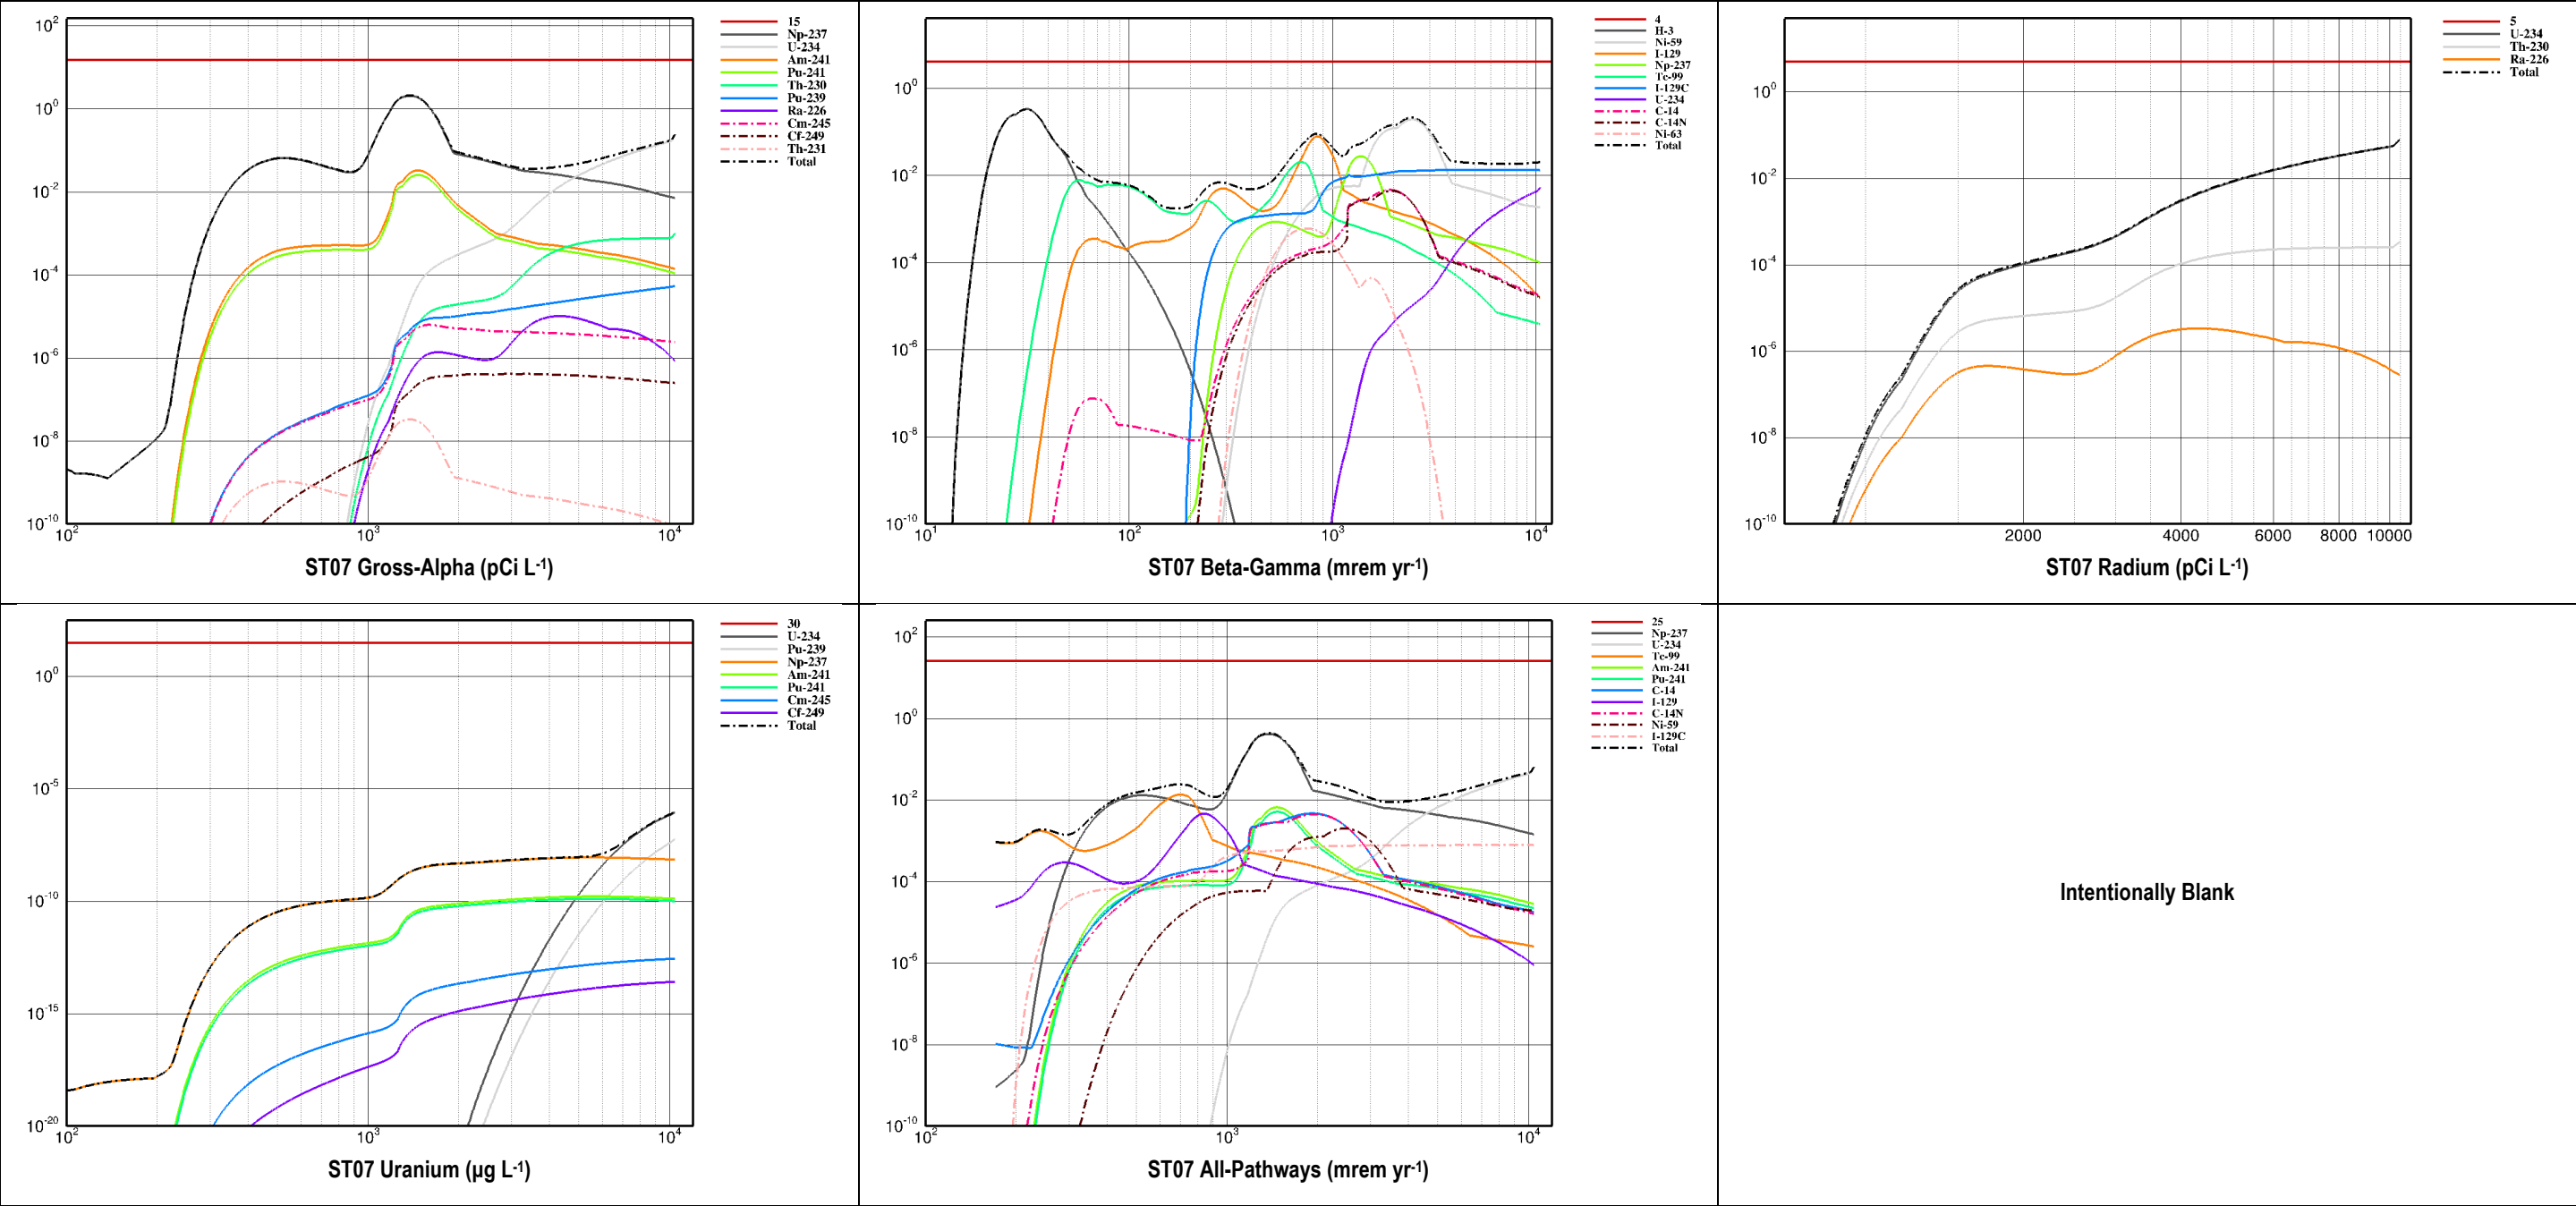 10²
10⁰
10⁻²
10⁻⁴
10⁻⁶
10⁻⁸
10⁻¹⁰
10²
10³
10⁴
15
Np-237
U-234
Am-241
Pu-241
Th-230
Pu-239
Ra-226
Cm-245
Cf-249
Th-231
Total
ST07 Gross-Alpha (pCi L⁻¹)
10⁰
10⁻²
10⁻⁴
10⁻⁶
10⁻⁸
10⁻¹⁰
10¹
10²
10³
10⁴
4
H-3
Ni-59
I-129
Np-237
Tc-99
I-129C
U-234
C-14
C-14N
Ni-63
Total
ST07 Beta-Gamma (mrem yr⁻¹)
10⁰
10⁻²
10⁻⁴
10⁻⁶
10⁻⁸
10⁻¹⁰
2000 4000 6000 8000 10000
5
U-234
Th-230
Ra-226
Total
ST07 Radium (pCi L⁻¹)
10⁰
10⁻⁵
10⁻¹⁰
10⁻¹⁵
10⁻²⁰
10²
10³
10⁴
30
U-234
Pu-239
Np-237
Am-241
Pu-241
Cm-245
Cf-249
Total
ST07 Uranium (µg L⁻¹)
10²
10⁰
10⁻²
10⁻⁴
10⁻⁶
10⁻⁸
10⁻¹⁰
10²
10³
10⁴
25
Np-237
U-234
Tc-99
Am-241
Pu-241
C-14
I-129
C-14N
Ni-59
I-129C
Total
ST07 All-Pathways (mrem yr⁻¹)
Intentionally Blank